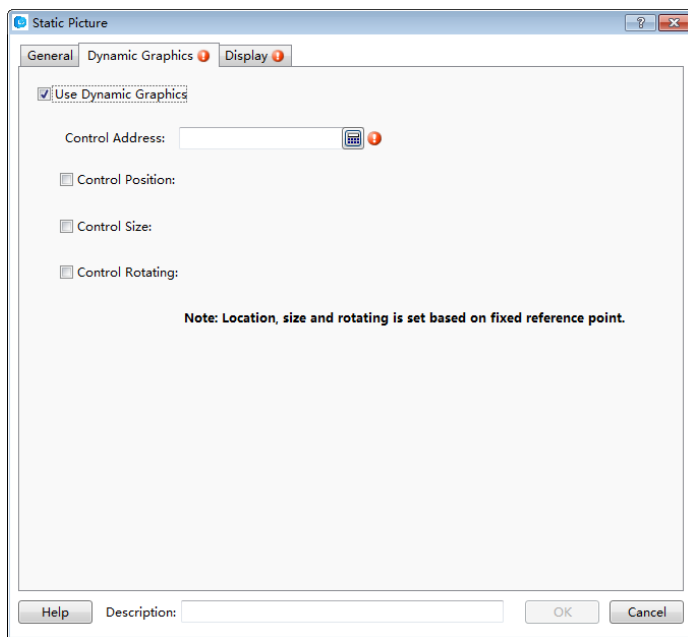 Static Picture
General Dynamic Graphics Display
Use Dynamic Graphics
Control Address:
Control Position:
Control Size:
Control Rotating:
Note: Location, size and rotating is set based on fixed reference point.
Help Description: OK Cancel